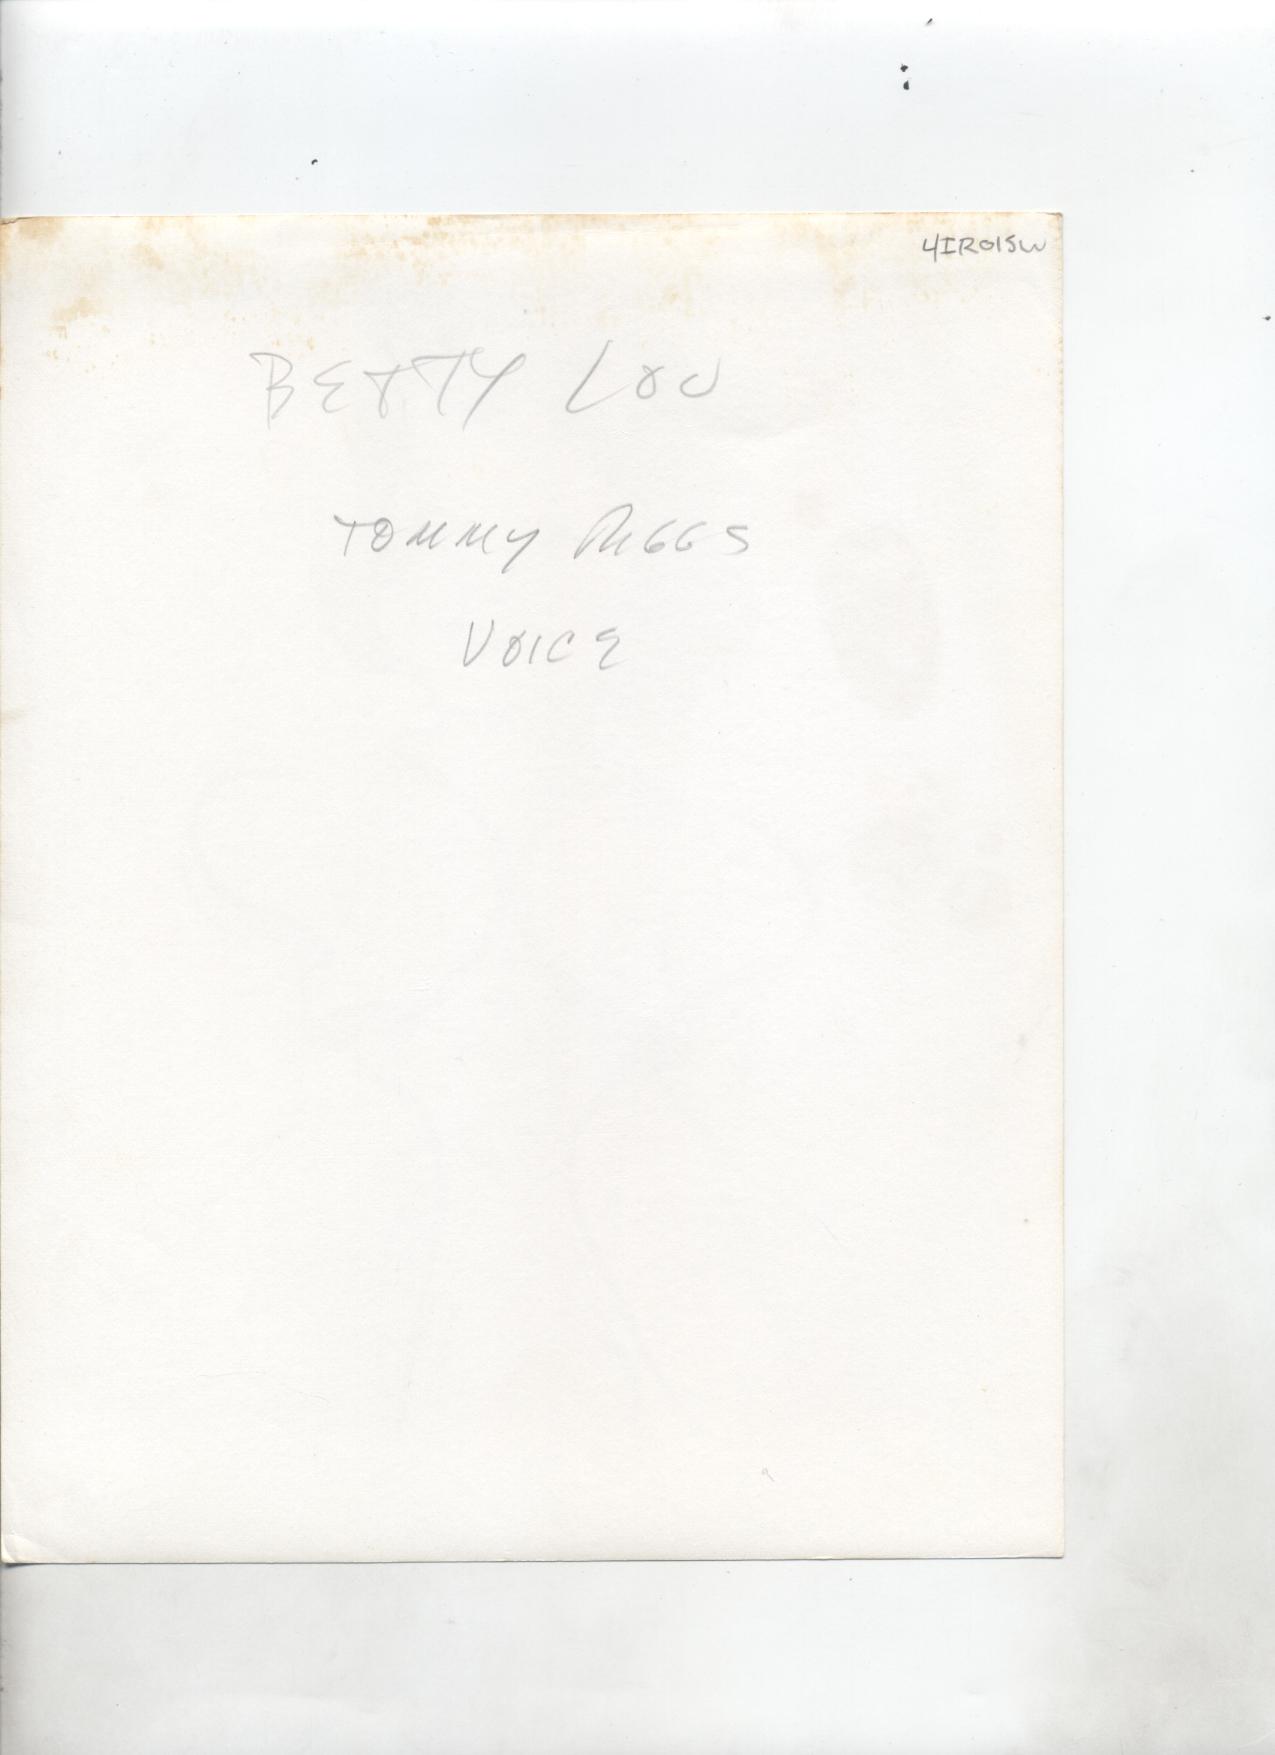 4IR015W
BETTY LOU
TOMMY RIGGS
VOICE